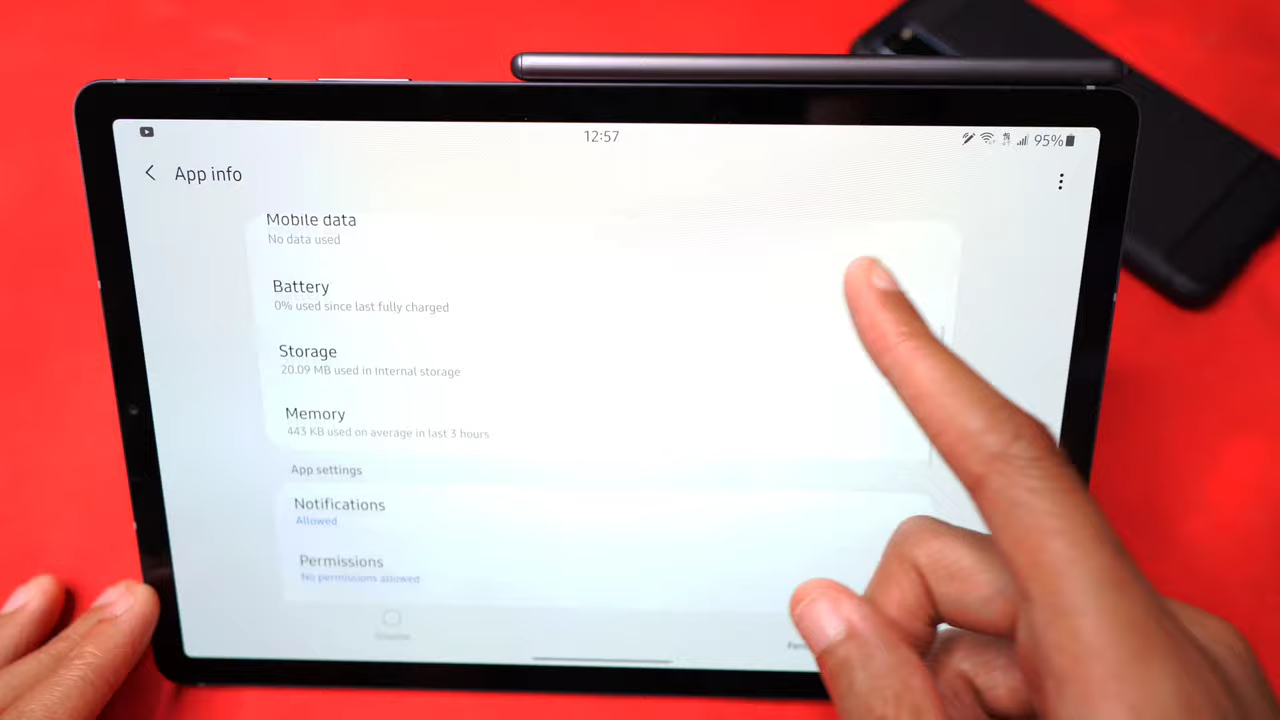 12:57
95%
App info
Mobile data
No data used
Battery
0% used since last fully charged
Storage
20.09 MB used in Internal storage
Memory
443 KB used on average in last 3 hours
App settings
Notifications
Allowed
Permissions
No permissions allowed